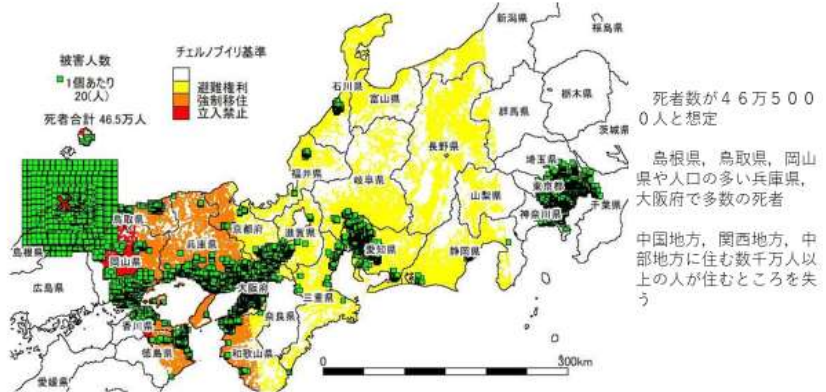 被害人数
1個あたり
20(人)
死者合計 46.5万人
チェルノブイリ基準
避難権利
強制移住
立入禁止
新潟県
福島県
石川県
富山県
栃木県
群馬県
茨城県
長野県
埼玉県
福井県
岐阜県
東京都
山梨県
千葉県
神奈川県
鳥取県
京都府
滋賀県
兵庫県
愛知県
静岡県
島根県
岡山県
広島県
大阪府
三重県
奈良県
香川県
和歌山県
徳島県
愛媛県
0
300km
死者数が46万500
0人と想定
島根県，鳥取県，岡山
県や人口の多い兵庫県，
大阪府で多数の死者
中国地方，関西地方，中
部地方に住む数千万人以
上の人が住むところを失
う